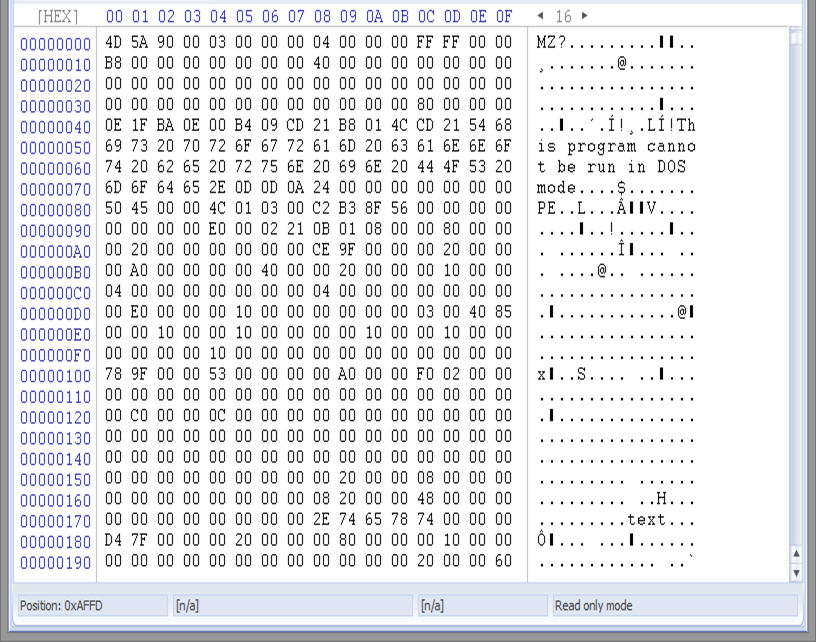 [HEX] 00 01 02 03 04 05 06 07 08 09 0A 0B 0C 0D 0E 0F 16
00000000 4D 5A 90 00 03 00 00 00 04 00 00 00 FF FF 00 00 MZ?.........▌▌..
00000010 B8 00 00 00 00 00 00 00 40 00 00 00 00 00 00 00 ¸.......@.......
00000020 00 00 00 00 00 00 00 00 00 00 00 00 00 00 00 00 ................
00000030 00 00 00 00 00 00 00 00 00 00 00 00 80 00 00 00 ............▌...
00000040 0E 1F BA 0E 00 B4 09 CD 21 B8 01 4C CD 21 54 68 ..▌..´.Í!¸.LÍ!Th
00000050 69 73 20 70 72 6F 67 72 61 6D 20 63 61 6E 6E 6F is program canno
00000060 74 20 62 65 20 72 75 6E 20 69 6E 20 44 4F 53 20 t be run in DOS
00000070 6D 6F 64 65 2E 0D 0D 0A 24 00 00 00 00 00 00 00 mode....$.......
00000080 50 45 00 00 4C 01 03 00 C2 B3 8F 56 00 00 00 00 PE..L...Â▌▌V....
00000090 00 00 00 00 E0 00 02 21 0B 01 08 00 00 80 00 00 ....▌..!.....▌..
000000A0 00 20 00 00 00 00 00 00 CE 9F 00 00 00 20 00 00 . ......Î▌... ..
000000B0 00 A0 00 00 00 00 40 00 00 20 00 00 00 10 00 00 . ....@.. ......
000000C0 04 00 00 00 00 00 00 00 04 00 00 00 00 00 00 00 ................
000000D0 00 E0 00 00 00 10 00 00 00 00 00 00 03 00 40 85 .▌............@▌
000000E0 00 00 10 00 00 10 00 00 00 00 10 00 00 10 00 00 ................
000000F0 00 00 00 00 10 00 00 00 00 00 00 00 00 00 00 00 ................
00000100 78 9F 00 00 53 00 00 00 00 A0 00 00 F0 02 00 00 x▌..S.... ..▌...
00000110 00 00 00 00 00 00 00 00 00 00 00 00 00 00 00 00 ................
00000120 00 C0 00 00 0C 00 00 00 00 00 00 00 00 00 00 00 .▌..............
00000130 00 00 00 00 00 00 00 00 00 00 00 00 00 00 00 00 ................
00000140 00 00 00 00 00 00 00 00 00 00 00 00 00 00 00 00 ................
00000150 00 00 00 00 00 00 00 00 00 20 00 00 08 00 00 00 ......... ......
00000160 00 00 00 00 00 00 00 00 08 20 00 00 48 00 00 00 ......... ..H...
00000170 00 00 00 00 00 00 00 00 2E 74 65 78 74 00 00 00 .........text...
00000180 D4 7F 00 00 00 20 00 00 00 80 00 00 00 10 00 00 Ô▌... ...▌......
00000190 00 00 00 00 00 00 00 00 00 00 00 00 20 00 00 60 ............ ..`
Position: 0xAFFD [n/a] [n/a] Read only mode